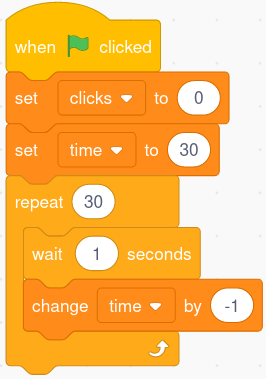 when clicked
set clicks to 0
set time to 30
repeat 30
wait 1 seconds
change time by -1